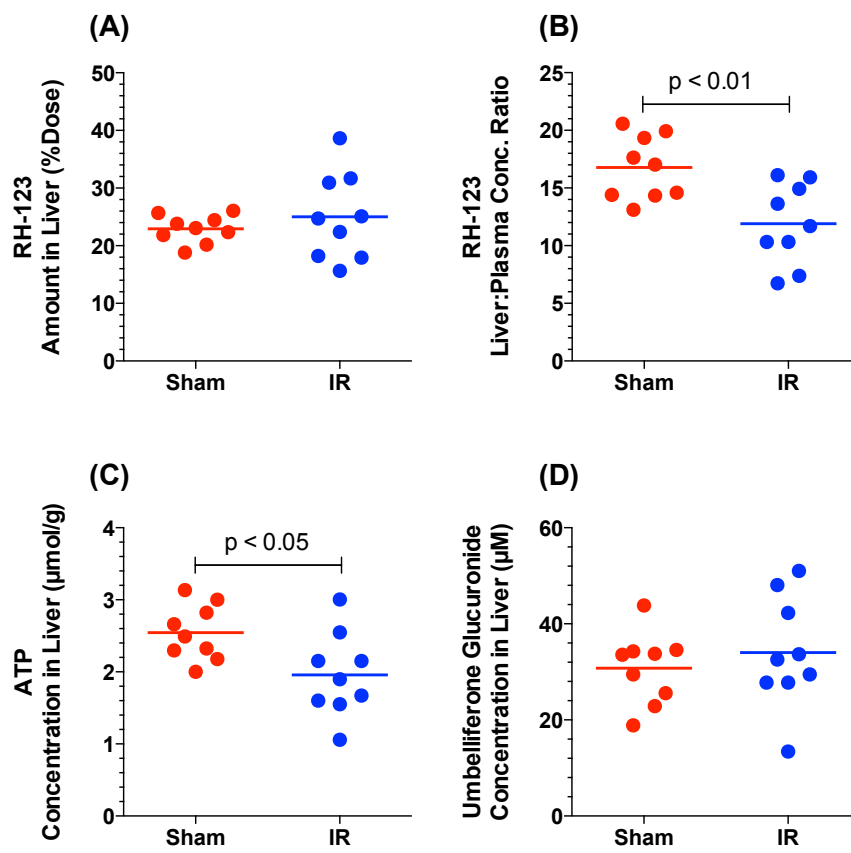 (A)
RH-123
Amount in Liver (%Dose)
50
40
30
20
10
0
Sham IR
(B)
RH-123
Liver:Plasma Conc. Ratio
25
20
15
10
5
0
p < 0.01
Sham IR
(C)
ATP
Concentration in Liver (µmol/g)
4
3
2
1
0
p < 0.05
Sham IR
(D)
Umbelliferone Glucuronide
Concentration in Liver (µM)
60
40
20
0
Sham IR